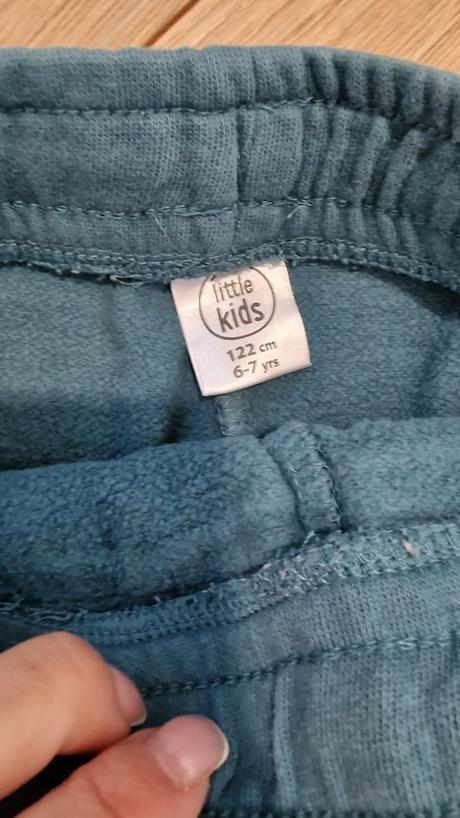 little
kids
122 cm
6-7 yrs